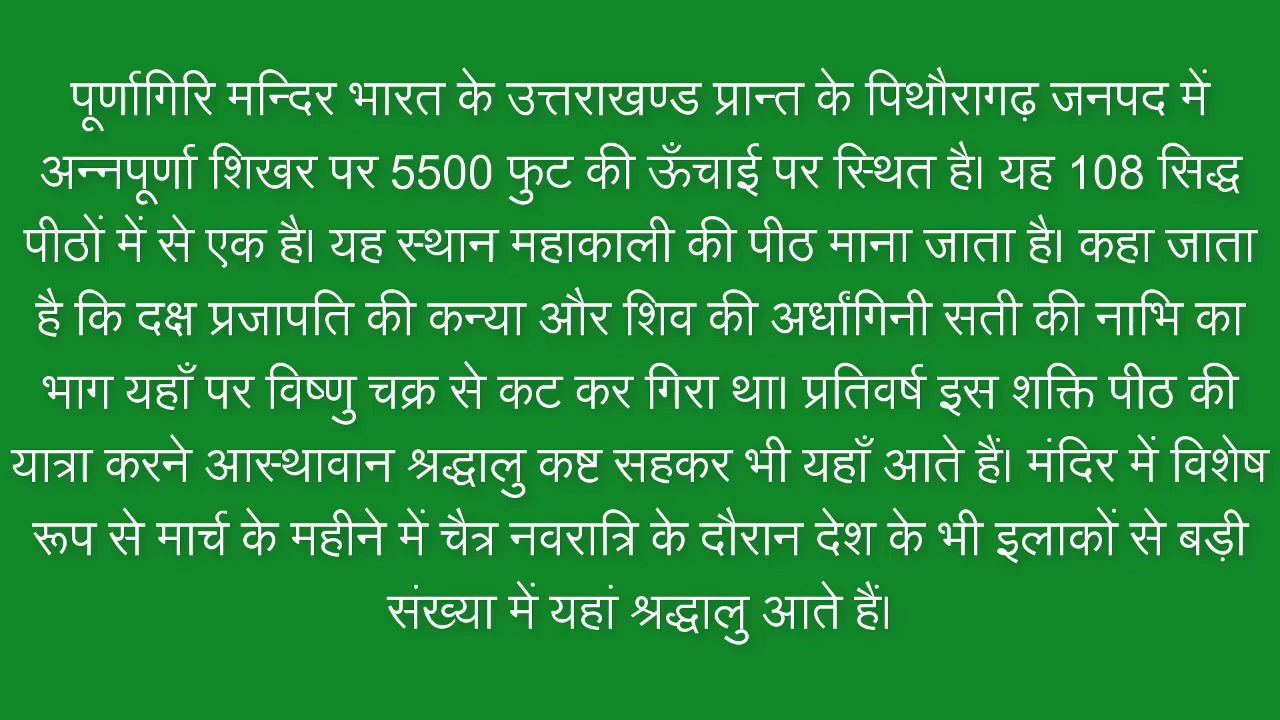 पूर्णागिरि मन्दिर भारत के उत्तराखण्ड प्रान्त के पिथौरागढ़ जनपद में
अन्नपूर्णा शिखर पर 5500 फुट की ऊँचाई पर स्थित है। यह 108 सिद्ध
पीठों में से एक है। यह स्थान महाकाली की पीठ माना जाता है। कहा जाता
है कि दक्ष प्रजापति की कन्या और शिव की अर्धांगिनी सती की नाभि का
भाग यहाँ पर विष्णु चक्र से कट कर गिरा था। प्रतिवर्ष इस शक्ति पीठ की
यात्रा करने आस्थावान श्रद्धालु कष्ट सहकर भी यहाँ आते हैं। मंदिर में विशेष
रूप से मार्च के महीने में चैत्र नवरात्रि के दौरान देश के भी इलाकों से बड़ी
संख्या में यहां श्रद्धालु आते हैं।